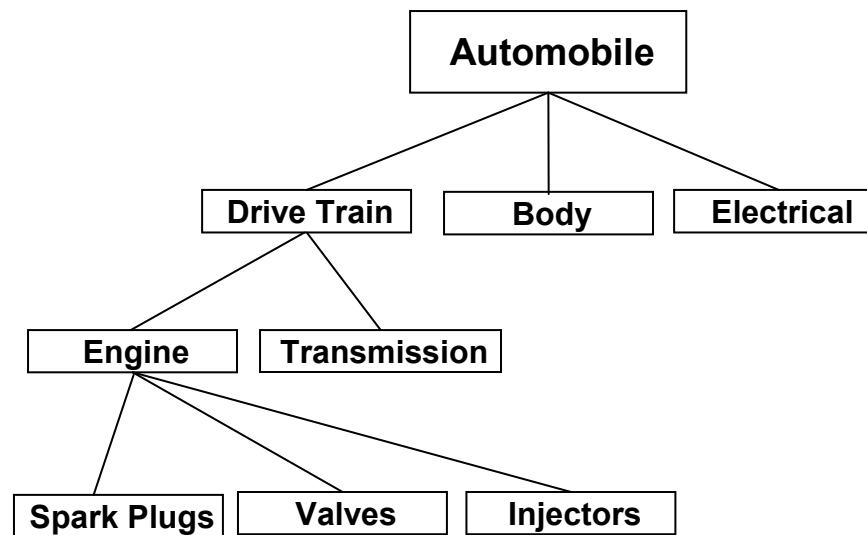 Automobile
Drive Train
Body
Electrical
Engine
Transmission
Spark Plugs
Valves
Injectors